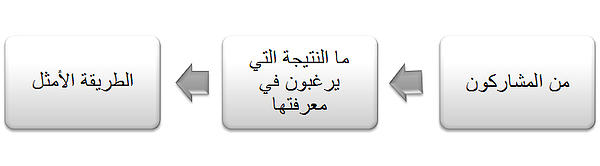 من المشاركون
ما النتيجة التي
يرغبون في
معرفتها
الطريقة الأمثل